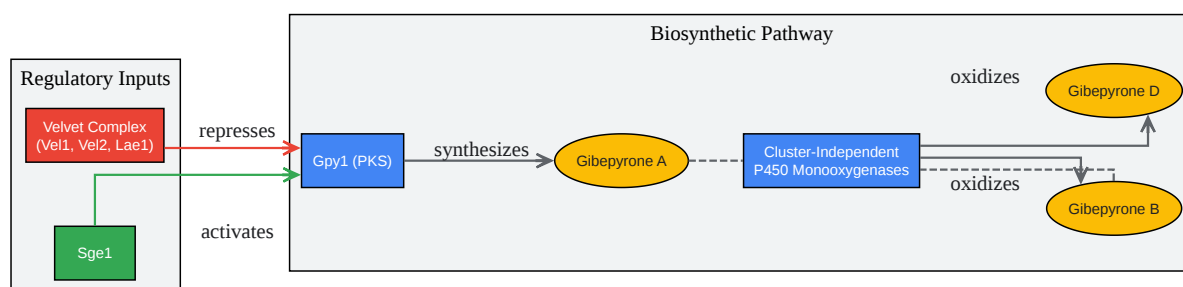 Biosynthetic Pathway
Regulatory Inputs
Velvet Complex
(Vel1, Vel2, Lae1)
represses
Gpy1 (PKS)
synthesizes
Gibepyrone A
Cluster-Independent
P450 Monooxygenases
oxidizes
Gibepyrone D
oxidizes
Gibepyrone B
activates
Sge1